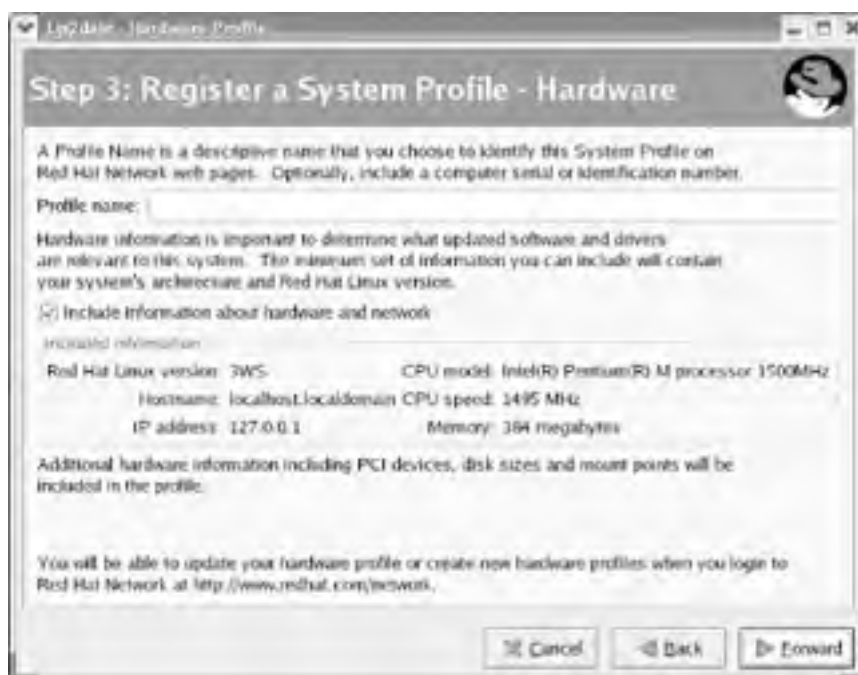 Up2date - Hardware Profile
Step 3: Register a System Profile - Hardware
A Profile Name is a descriptive name that you choose to identify this System Profile on
Red Hat Network web pages. Optionally, include a computer serial or identification number.
Profile name:
Hardware information is important to determine what updated software and drivers
are relevant to this system. The minimum set of information you can include will contain
your system's architecture and Red Hat Linux version.
Include information about hardware and network
Included information
Red Hat Linux version: 3WS CPU model: Intel(R) Pentium(R) M processor 1500MHz
Hostname: localhost.localdomain CPU speed: 1495 MHz
IP address: 127.0.0.1 Memory: 384 megabytes
Additional hardware information including PCI devices, disk sizes and mount points will be
included in the profile.
You will be able to update your hardware profile or create new hardware profiles when you login to
Red Hat Network at http://www.redhat.com/network.
Cancel Back Forward